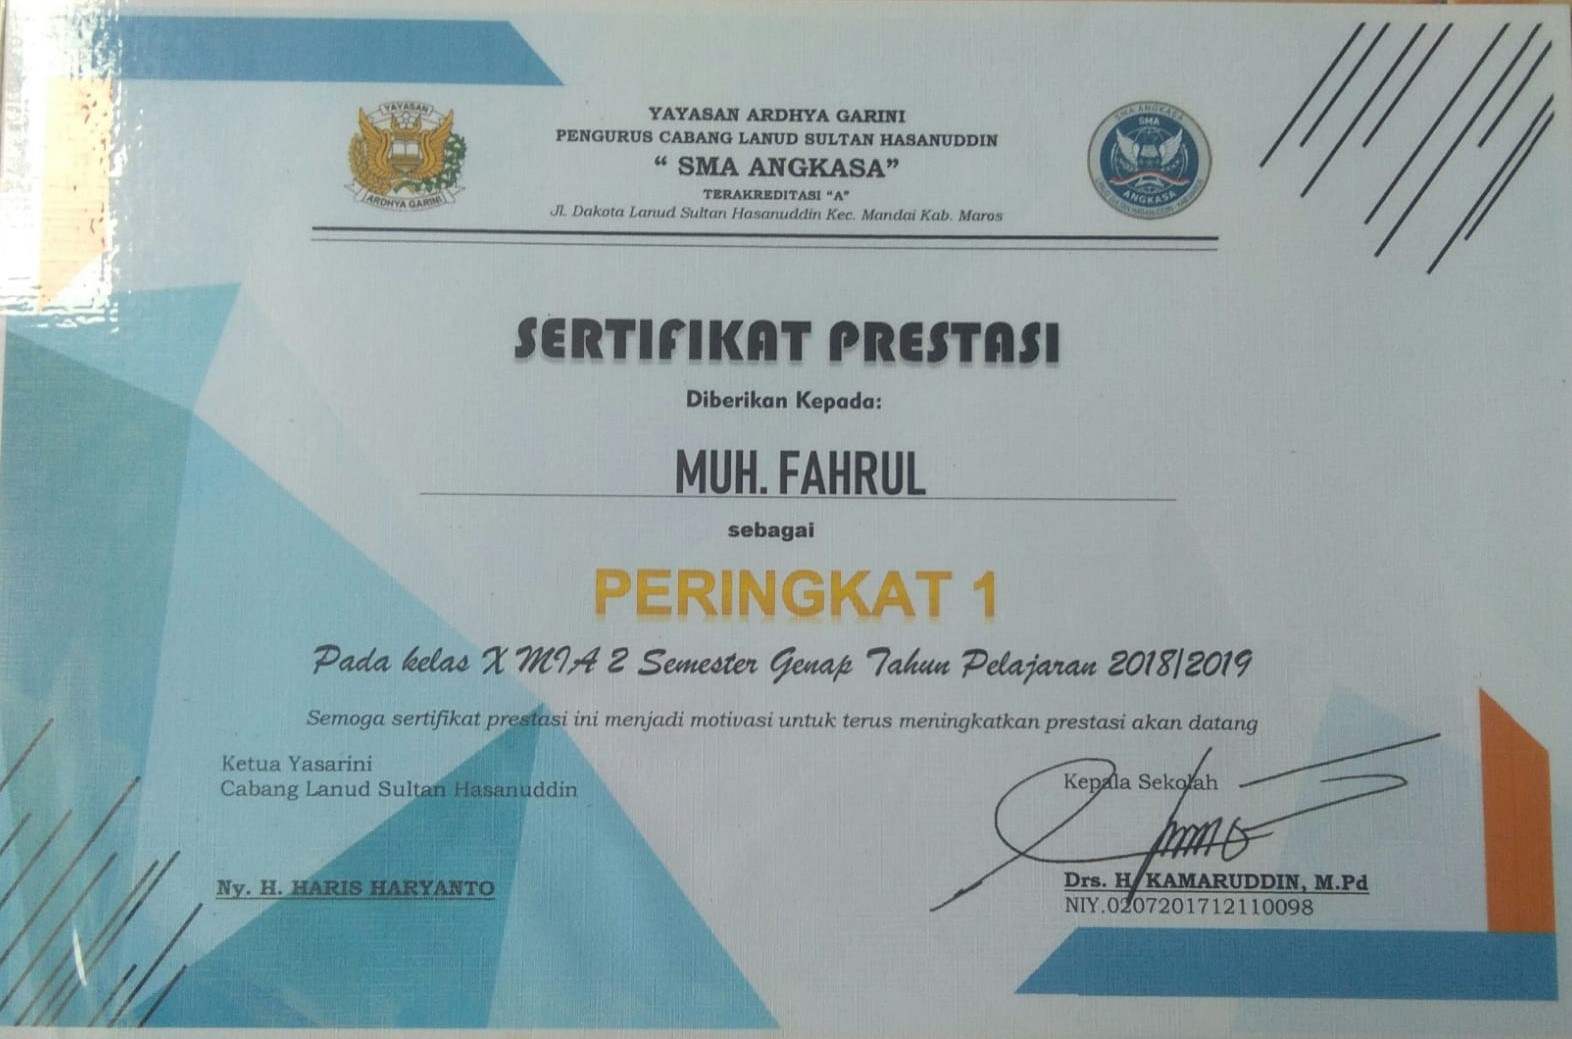 YAYASAN ARDHYA GARINI
PENGURUS CABANG LANUD SULTAN HASANUDDIN
“ SMA ANGKASA”
TERAKREDITASI “A”
Jl. Dakota Lanud Sultan Hasanuddin Kec. Mandai Kab. Maros
YAYASAN
ARDHYA GARINI
SMA ANGKASA
SMA
ANGKASA
SERTIFIKAT PRESTASI
Diberikan Kepada:
MUH. FAHRUL
sebagai
PERINGKAT 1
Pada kelas X MIA 2 Semester Genap Tahun Pelajaran 2018/2019
Semoga sertifikat prestasi ini menjadi motivasi untuk terus meningkatkan prestasi akan datang
Ketua Yasarini
Cabang Lanud Sultan Hasanuddin
Ny. H. HARIS HARYANTO
Kepala Sekolah
Drs. H. KAMARUDDIN, M.Pd
NIY.0207201712110098